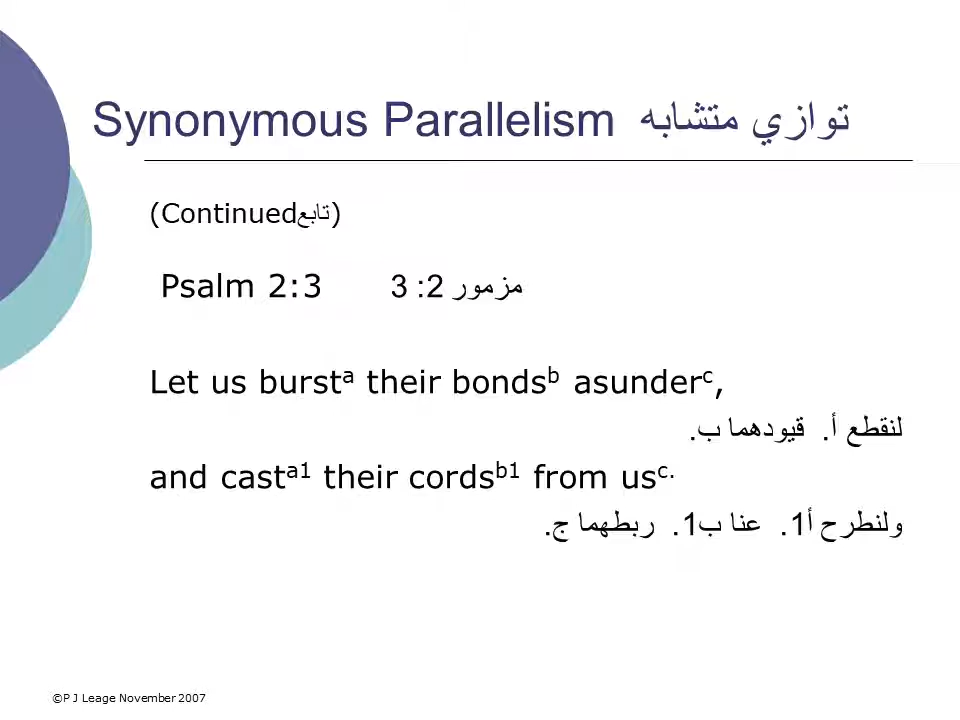 Synonymous Parallelism توازي متشابه
(Continuedتابع)
Psalm 2:3 مزمور 2: 3
Let us burstᵃ their bondsᵇ asunderᶜ,
لنقطع أ. قيودهما ب.
and castᵃ¹ their cordsᵇ¹ from usᶜ.
ولنطرح أ1. عنا ب1. ربطهما ج.
©P J Leage November 2007